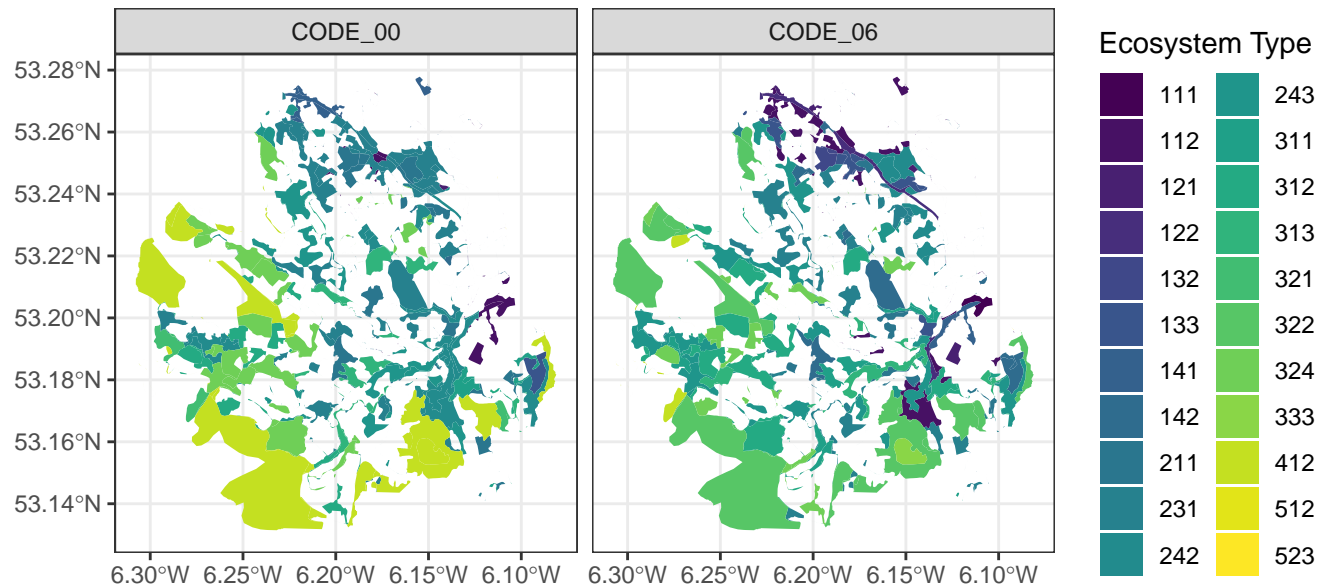 CODE_00 CODE_06
Ecosystem Type
53.28°N
53.26°N
53.24°N
53.22°N
53.20°N
53.18°N
53.16°N
53.14°N
6.30°W 6.25°W 6.20°W 6.15°W 6.10°W 6.30°W 6.25°W 6.20°W 6.15°W 6.10°W
111 243
112 311
121 312
122 313
132 321
133 322
141 324
142 333
211 412
231 512
242 523